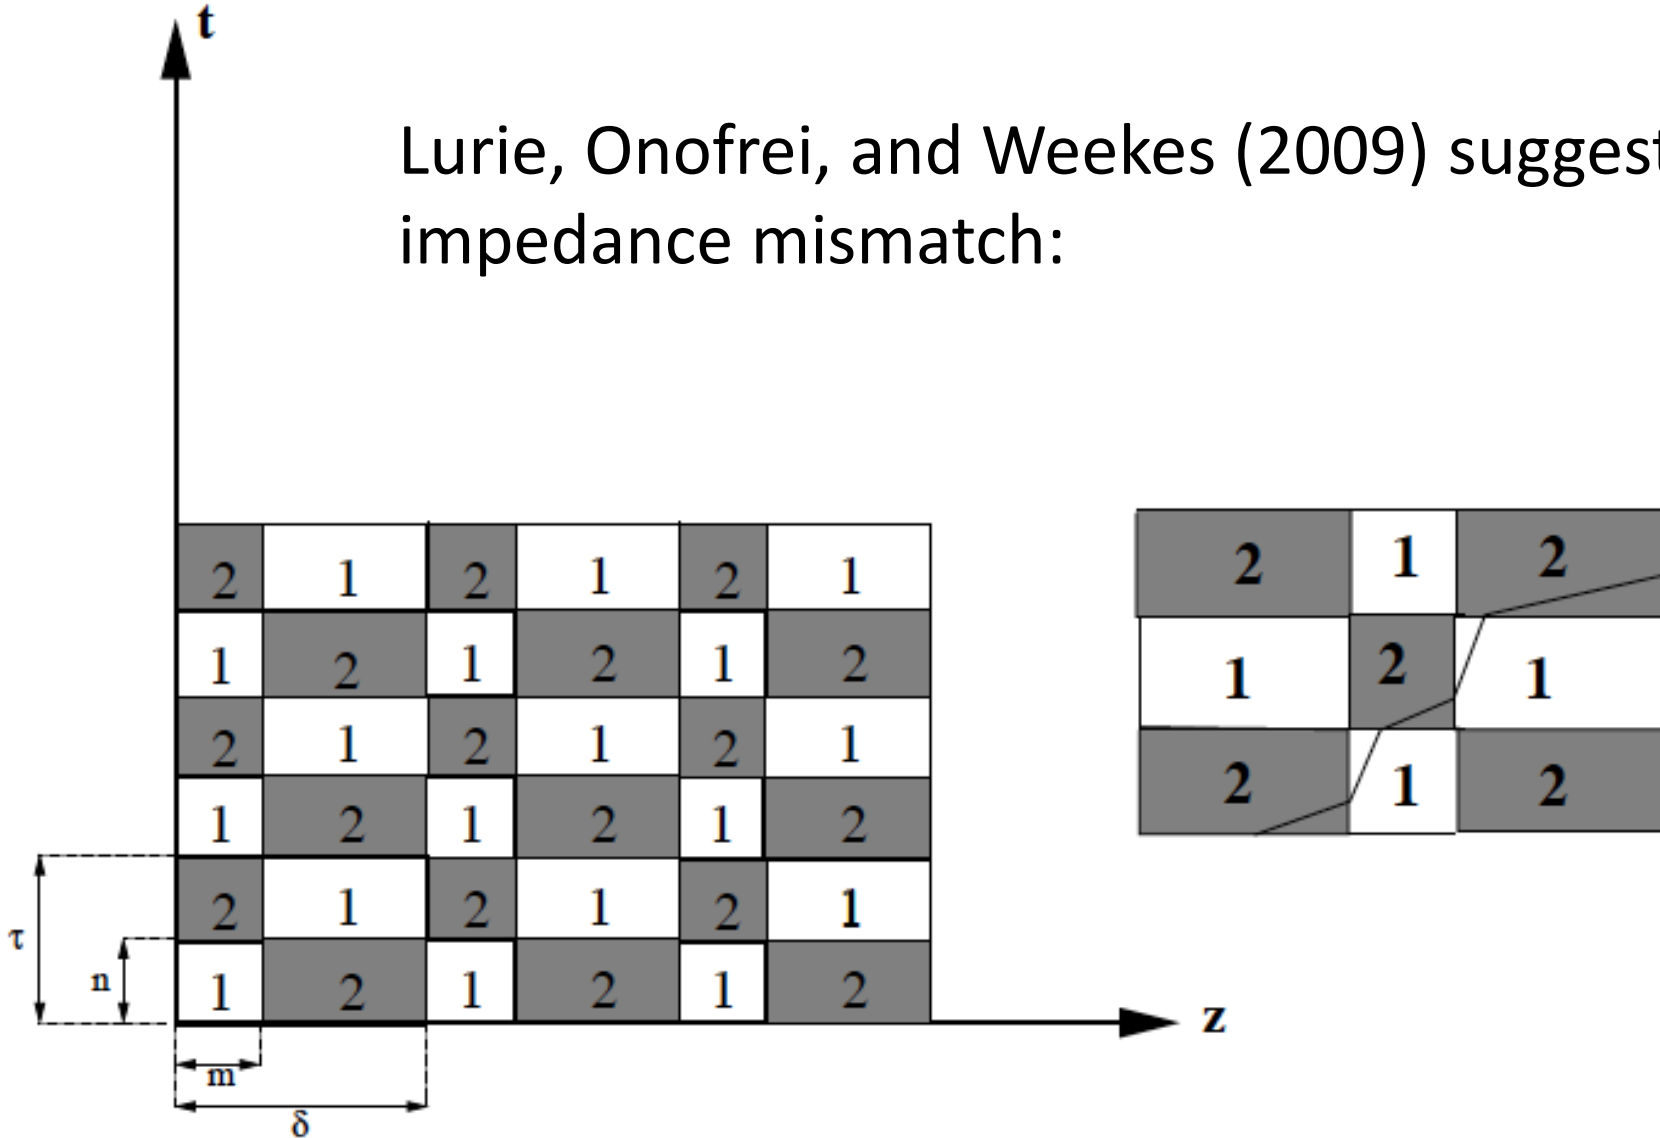 t
Lurie, Onofrei, and Weekes (2009) suggest
impedance mismatch:
2 1 2 1 2 1
1 2 1 2 1 2
2 1 2 1 2 1
1 2 1 2 1 2
2 1 2 1 2 1
1 2 1 2 1 2
τ
n
z
m
δ
2 1 2
1 2 1
2 1 2